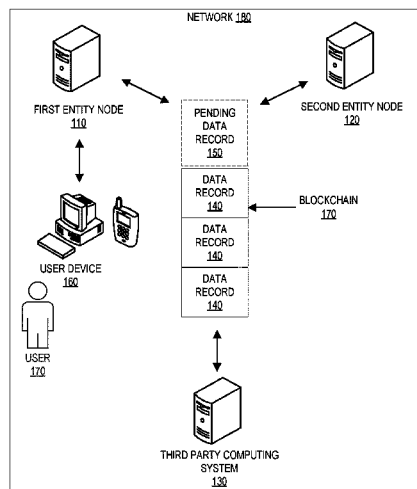 NETWORK 180
FIRST ENTITY NODE
110
SECOND ENTITY NODE
120
PENDING
DATA
RECORD
150
DATA
RECORD
140
BLOCKCHAIN
170
DATA
RECORD
140
DATA
RECORD
140
USER DEVICE
160
USER
170
THIRD PARTY COMPUTING
SYSTEM
130